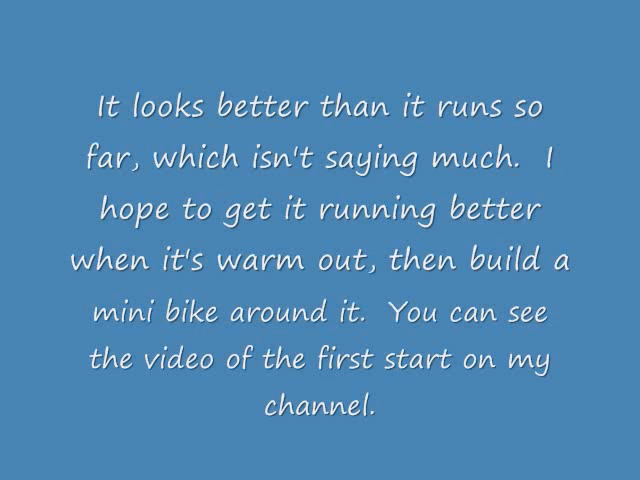 It looks better than it runs so
far, which isn't saying much.  I
hope to get it running better
when it's warm out, then build a
mini bike around it.  You can see
the video of the first start on my
channel.